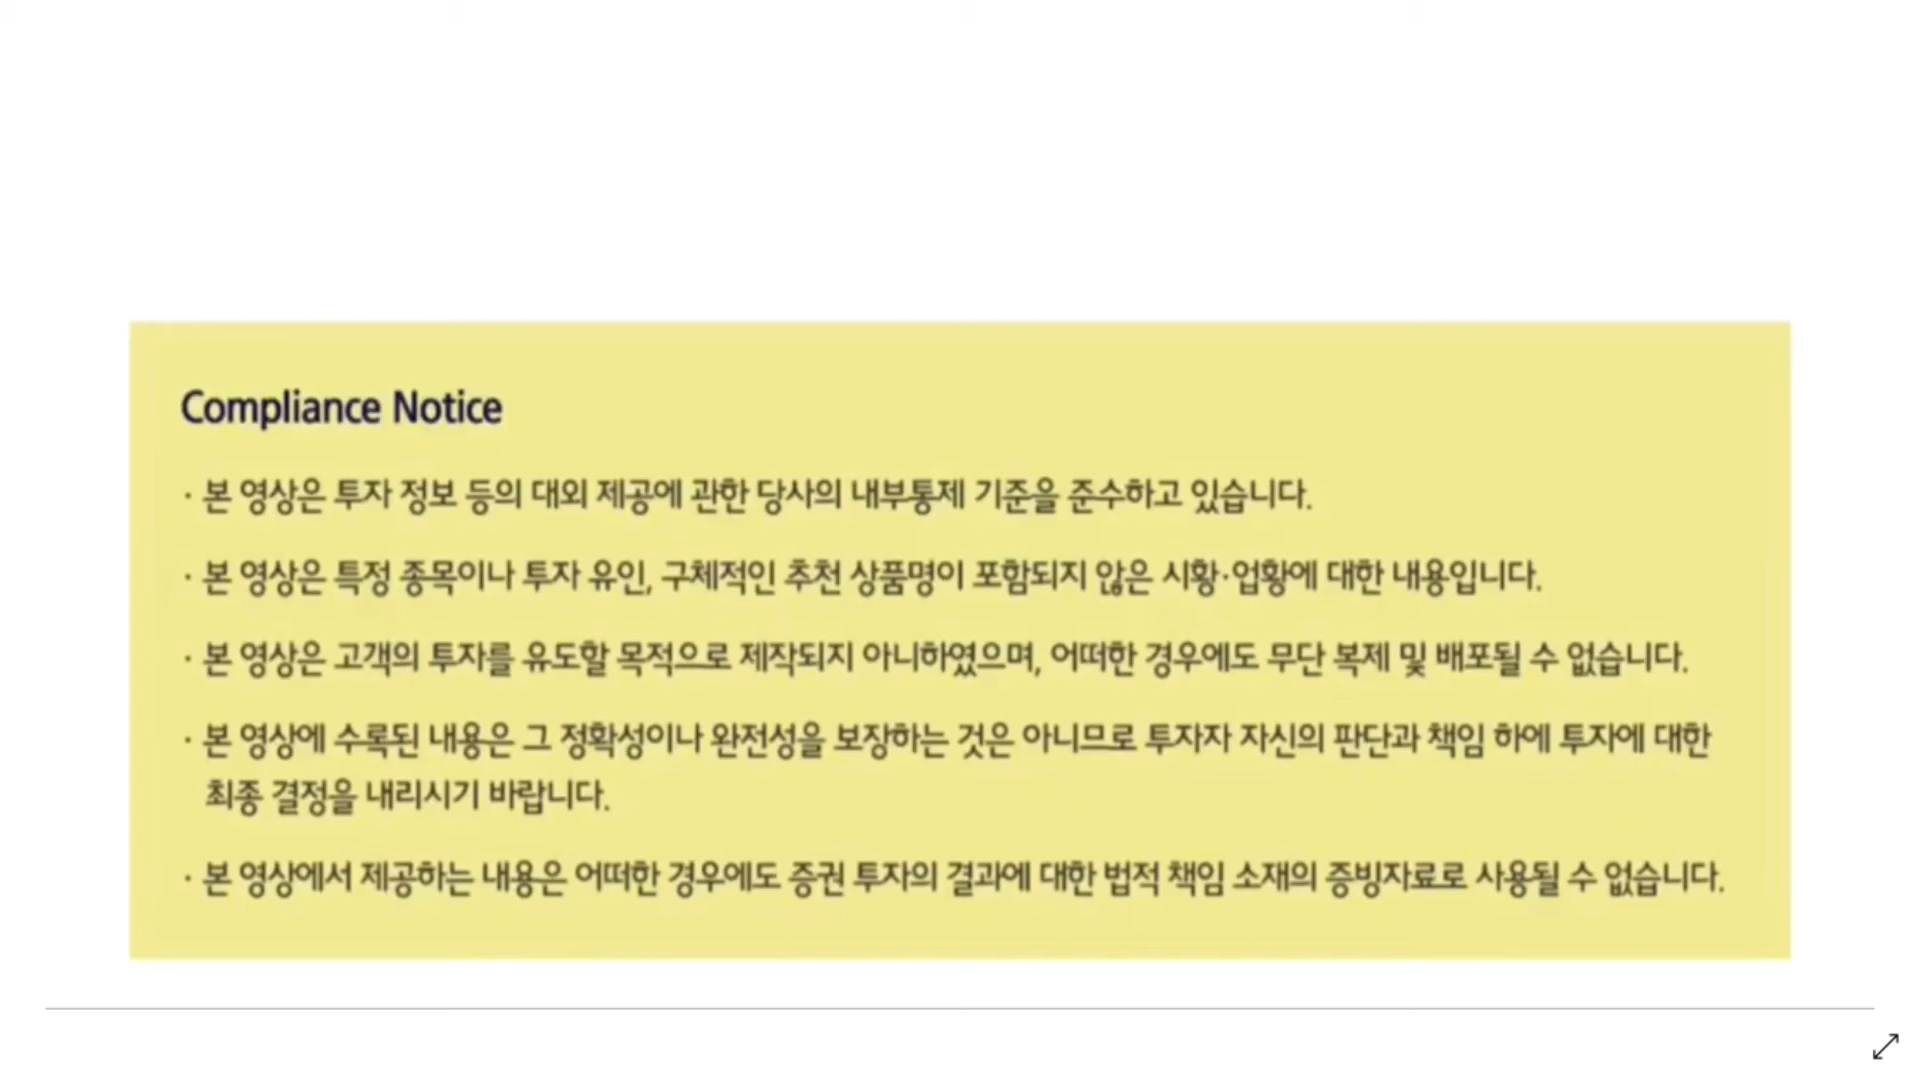 Compliance Notice
· 본 영상은 투자 정보 등의 대외 제공에 관한 당사의 내부통제 기준을 준수하고 있습니다.
· 본 영상은 특정 종목이나 투자 유인, 구체적인 추천 상품명이 포함되지 않은 시황·업황에 대한 내용입니다.
· 본 영상은 고객의 투자를 유도할 목적으로 제작되지 아니하였으며, 어떠한 경우에도 무단 복제 및 배포될 수 없습니다.
· 본 영상에 수록된 내용은 그 정확성이나 완전성을 보장하는 것은 아니므로 투자자 자신의 판단과 책임 하에 투자에 대한
최종 결정을 내리시기 바랍니다.
· 본 영상에서 제공하는 내용은 어떠한 경우에도 증권 투자의 결과에 대한 법적 책임 소재의 증빙자료로 사용될 수 없습니다.